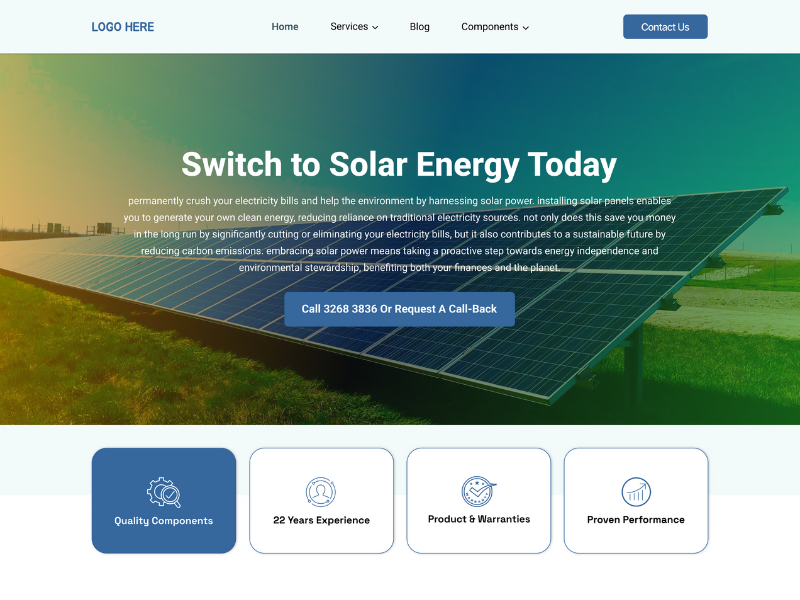 LOGO HERE
Home
Services
Blog
Components
Contact Us
Switch to Solar Energy Today
permanently crush your electricity bills and help the environment by harnessing solar power. installing solar panels enables
you to generate your own clean energy, reducing reliance on traditional electricity sources. not only does this save you money
in the long run by significantly cutting or eliminating your electricity bills, but it also contributes to a sustainable future by
reducing carbon emissions. embracing solar power means taking a proactive step towards energy independence and
environmental stewardship, benefiting both your finances and the planet.
Call 3268 3836 Or Request A Call-Back
Quality Components
22 Years Experience
Product & Warranties
Proven Performance